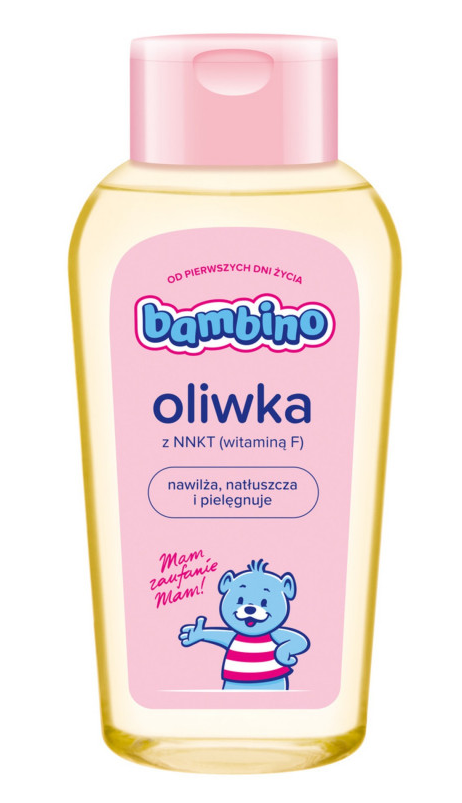 OD PIERWSZYCH DNI ŻYCIA
bambino
oliwka
z NNKT (witaminą F)
nawilża, natłuszcza
i pielęgnuje
Mam
zaufanie
Mam!